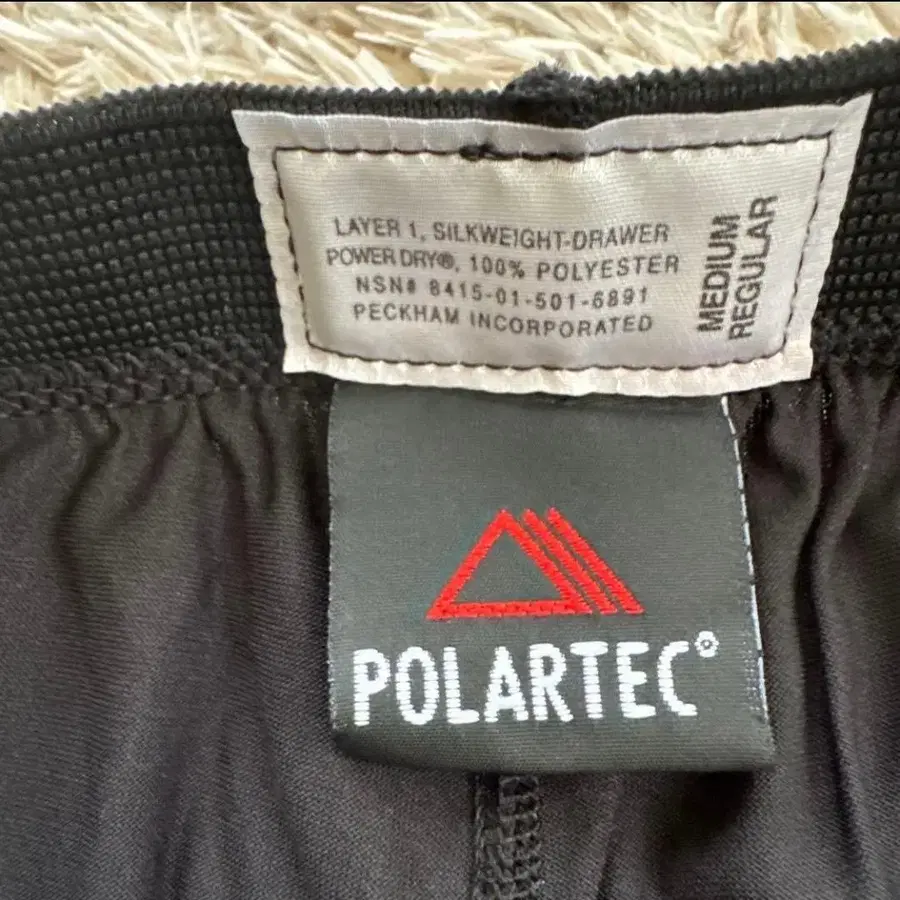 LAYER 1, SILKWEIGHT-DRAWER
POWER DRY®, 100% POLYESTER
NSN# 8415-01-501-6891
PECKHAM INCORPORATED
MEDIUM
REGULAR
POLARTEC®